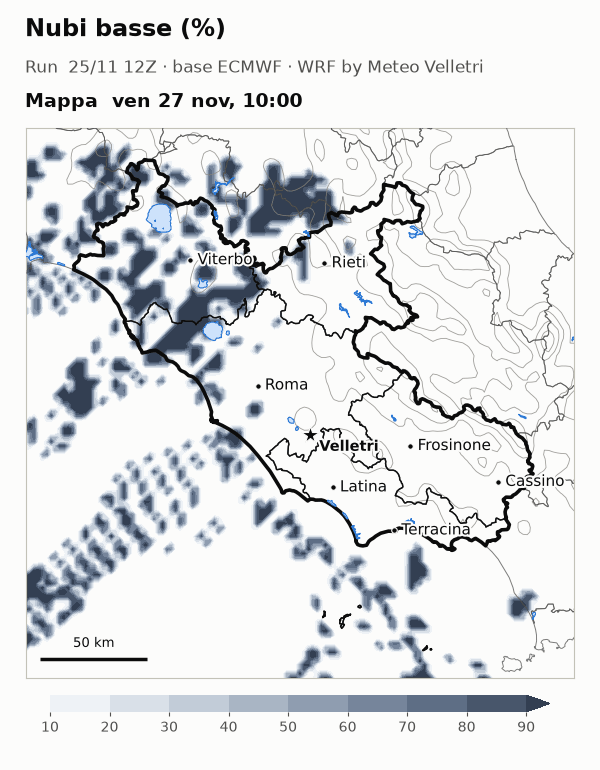 Nubi basse (%)
Run  25/11 12Z · base ECMWF · WRF by Meteo Velletri
Mappa  ven 27 nov, 10:00
Viterbo
Rieti
Roma
Velletri
Frosinone
Cassino
Latina
Terracina
50 km
10 20 30 40 50 60 70 80 90